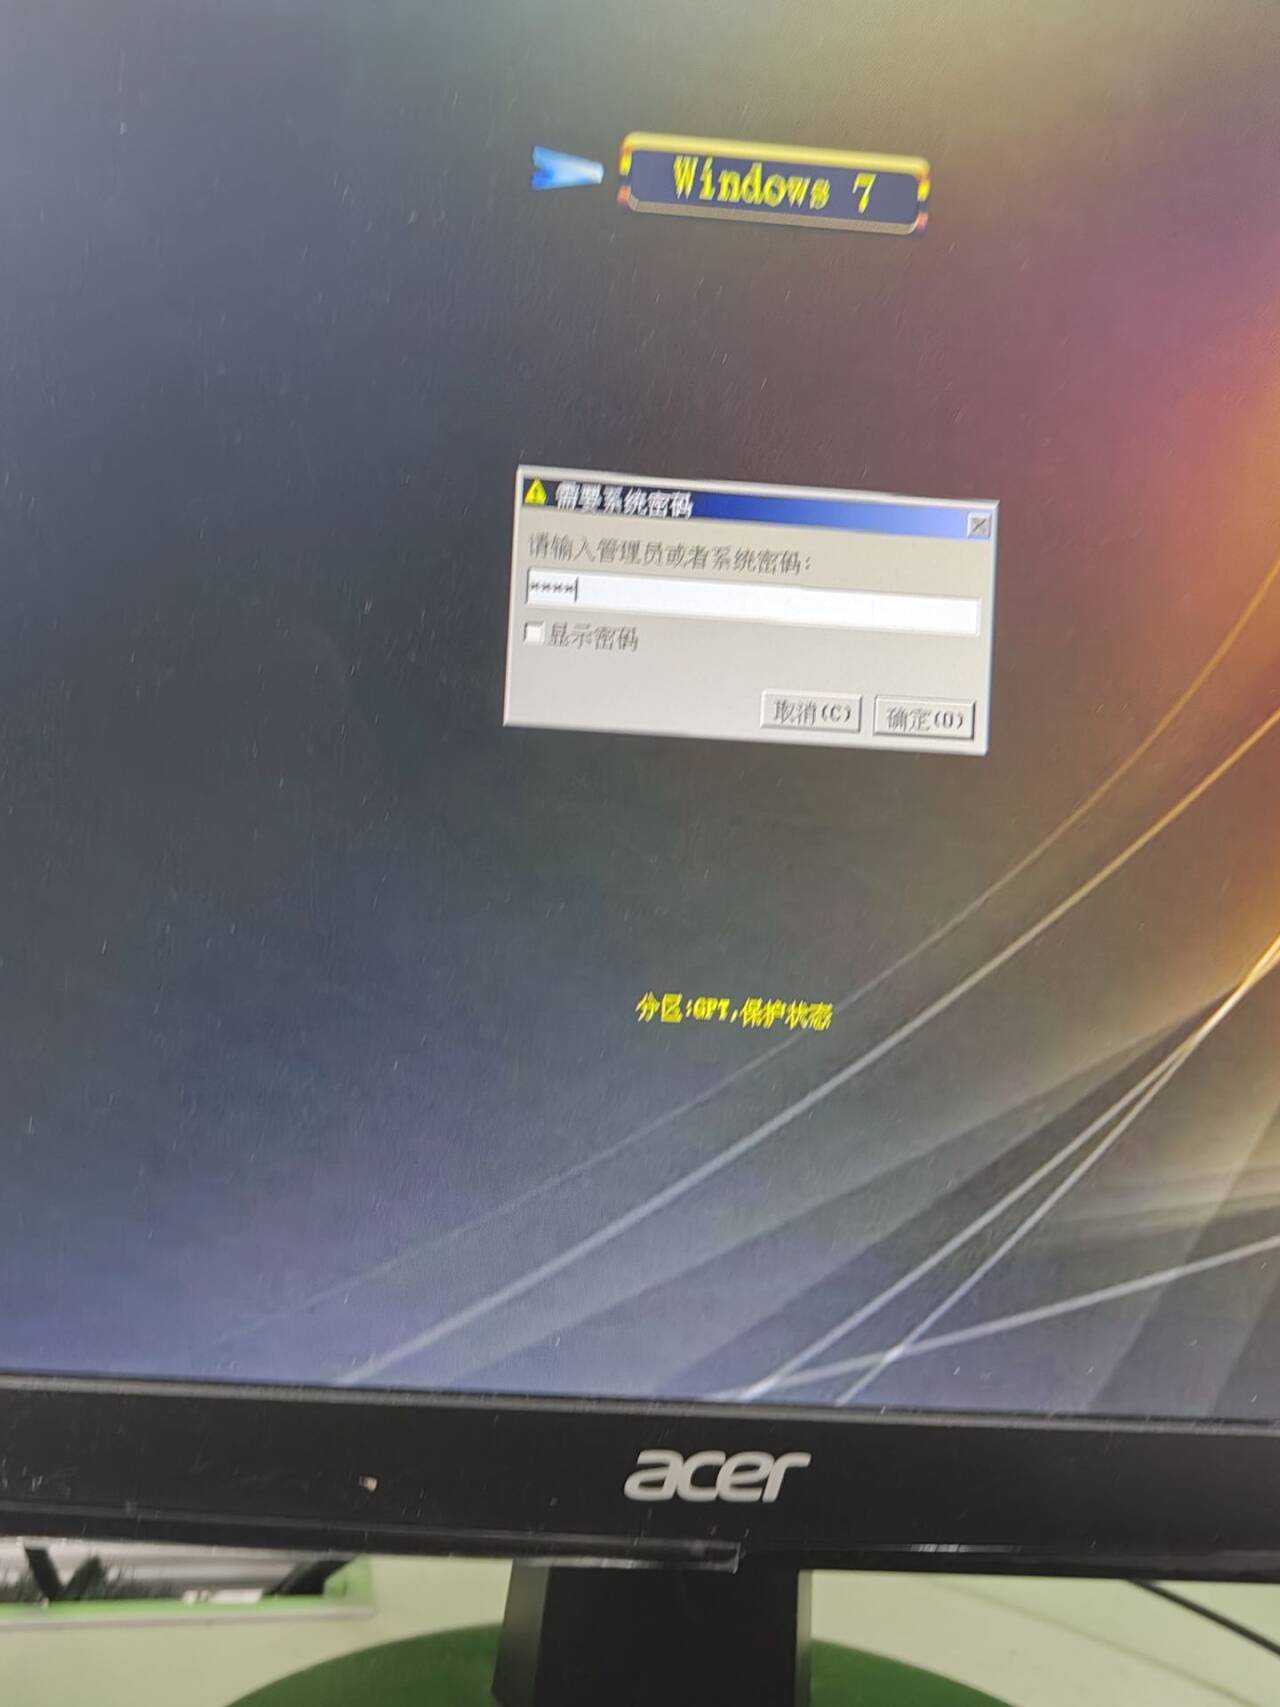 Windows 7
需要系统密码
请输入管理员或者系统密码:
****
显示密码
取消(C)
确定(O)
分区:GPT,保护状态
acer